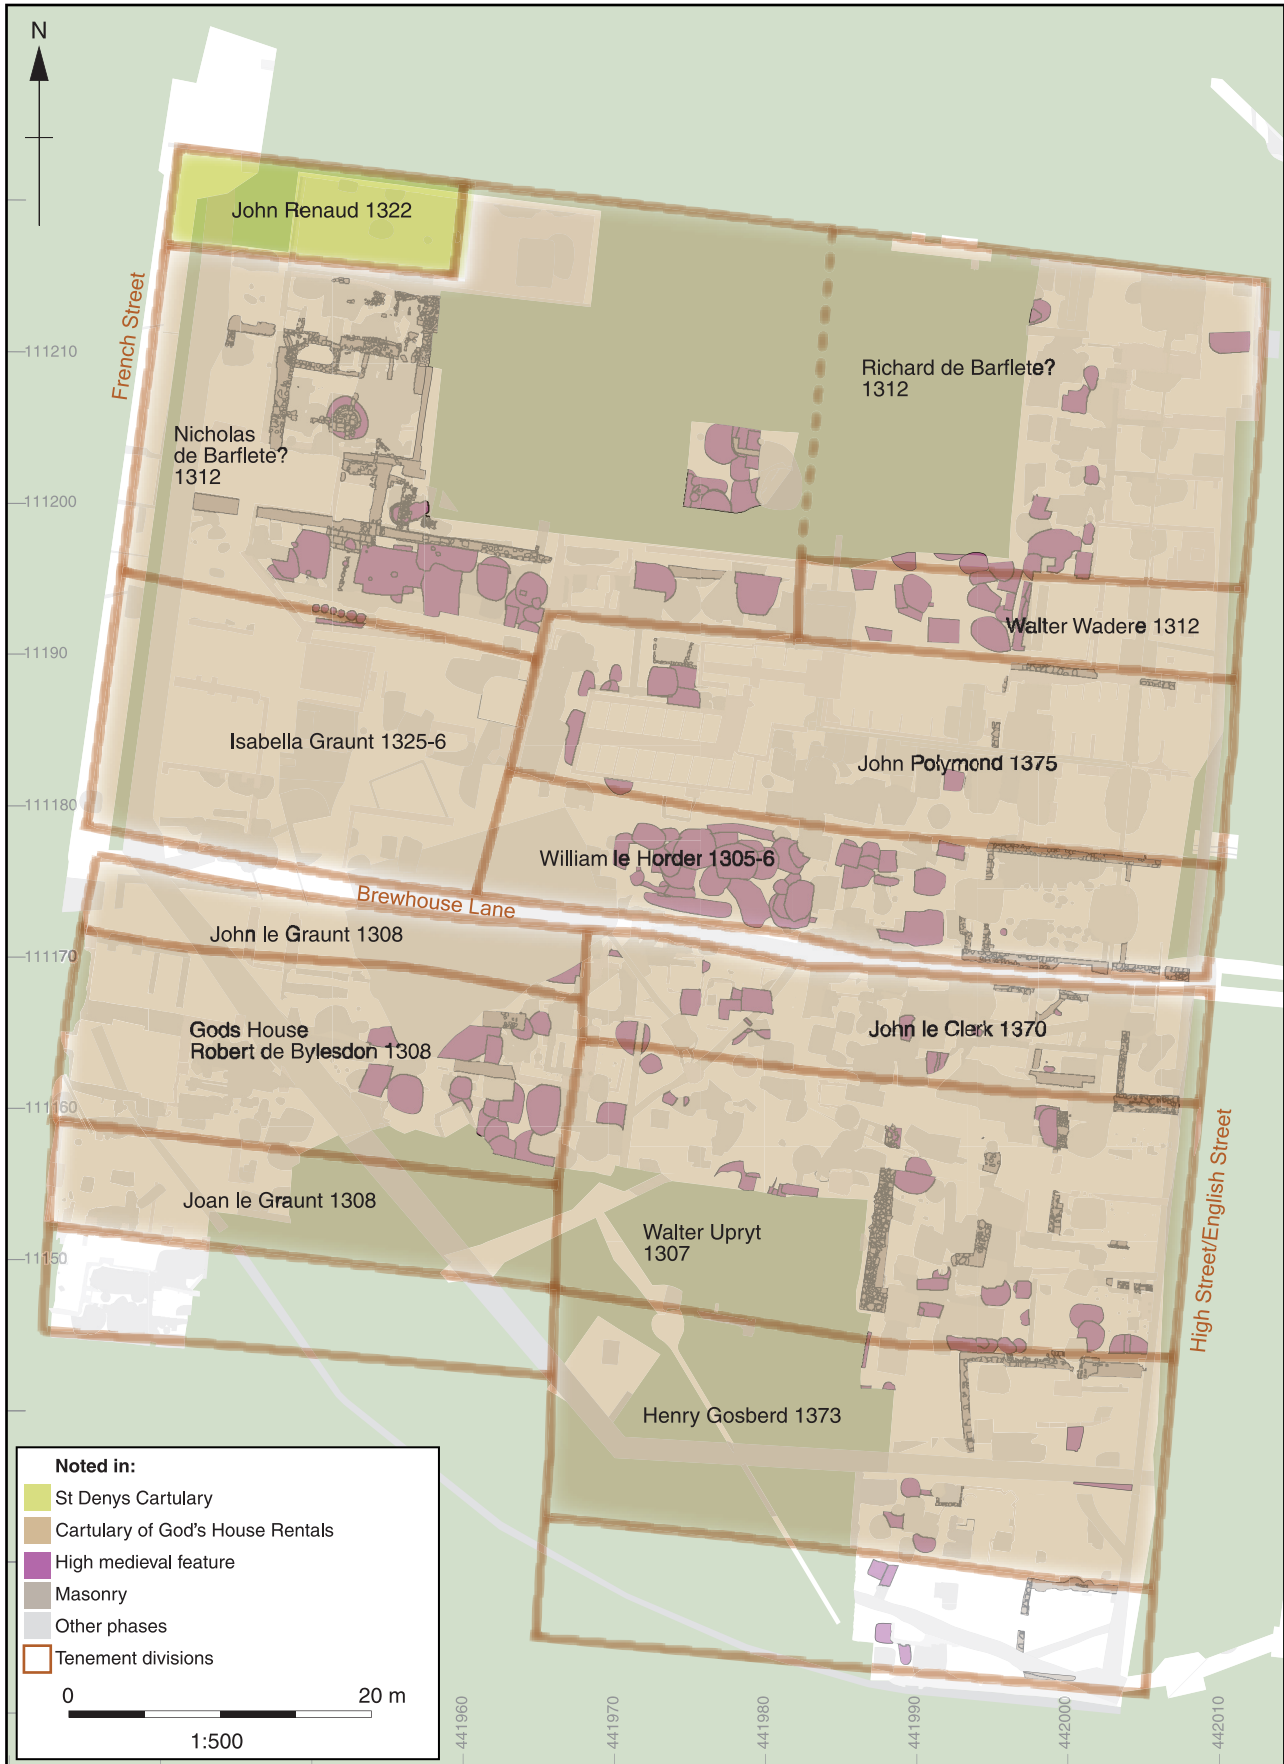 N
John Renaud 1322
French Street
111210
Richard de Barflete?
1312
Nicholas
de Barflete?
1312
111200
Walter Wadere 1312
111190
Isabella Graunt 1325-6
John Polymond 1375
111180
William le Horder 1305-6
Brewhouse Lane
John le Graunt 1308
111170
Gods House
Robert de Bylesdon 1308
John le Clerk 1370
111160
Joan le Graunt 1308
Walter Upryt
1307
High Street/English Street
11150
Henry Gosberd 1373
Noted in:
St Denys Cartulary
Cartulary of God's House Rentals
High medieval feature
Masonry
Other phases
Tenement divisions
0 20 m
1:500
441960
441970
441980
441990
442000
442010